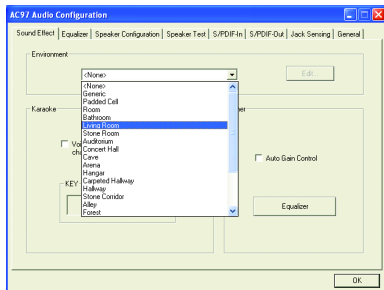 AC97 Audio Configuration
Sound Effect | Equalizer | Speaker Configuration | Speaker Test | S/PDIF-In | S/PDIF-Out | Jack Sensing | General
Environment
<None>
Edit...
<None>
Generic
Padded Cell
Room
Bathroom
Living Room
Stone Room
Auditorium
Concert Hall
Cave
Arena
Hangar
Carpeted Hallway
Hallway
Stone Corridor
Alley
Forest
Karaoke
KEY
Auto Gain Control
Equalizer
OK